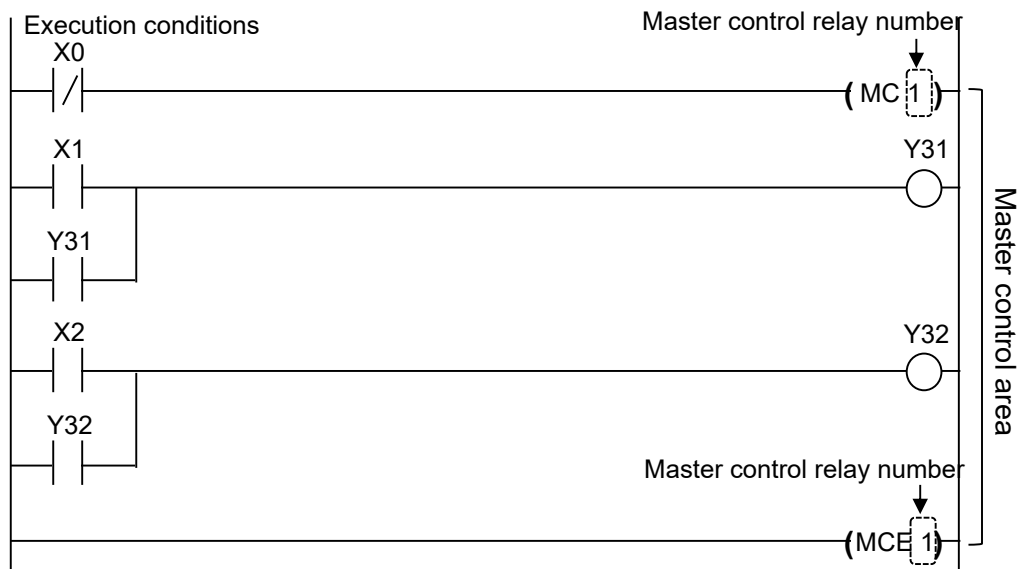 Execution conditions
Master control relay number
X0
( MC 1 )
X1
Y31
Y31
X2
Y32
Y32
Master control relay number
(MCE 1)
Master control area